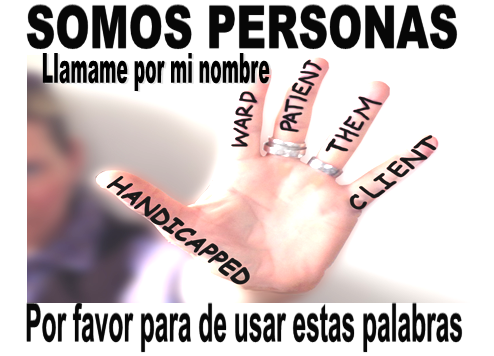 SOMOS PERSONAS
Llamame por mi nombre
WARD
PATIENT
THEM
CLIENT
HANDICAPPED
Por favor para de usar estas palabras